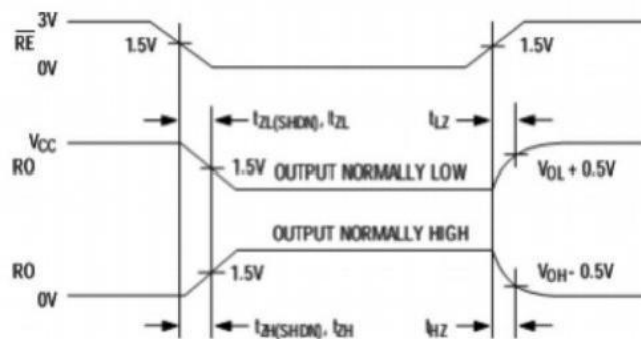 3V
RE
1.5V
1.5V
0V
tZL(SHDN), tZL
tLZ
VCC
RO
1.5V
OUTPUT NORMALLY LOW
VOL + 0.5V
OUTPUT NORMALLY HIGH
RO
1.5V
VOH - 0.5V
0V
tZH(SHDN), tZH
tHZ